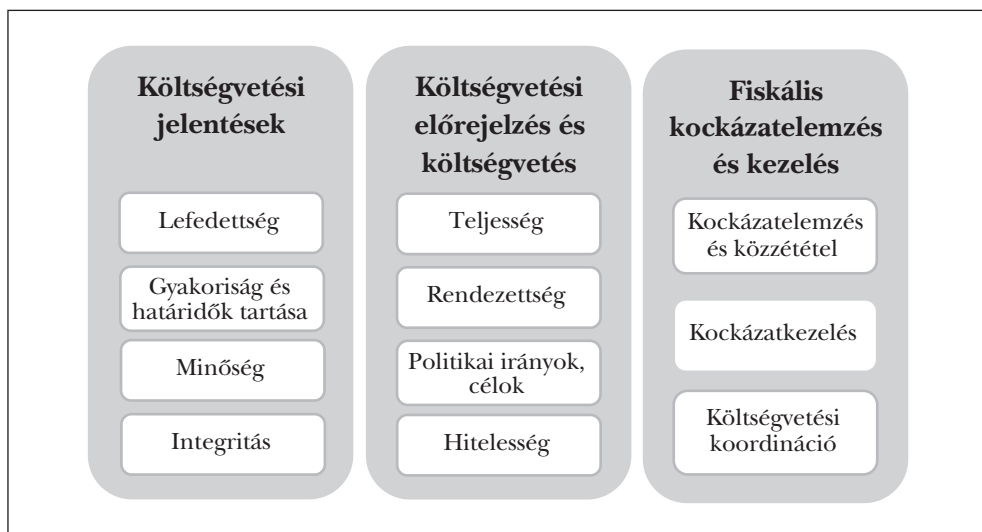 Költségvetési
jelentések
Lefedettség
Gyakoriság és
határidők tartása
Minőség
Integritás
Költségvetési
előrejelzés és
költségvetés
Teljesség
Rendezettség
Politikai irányok,
célok
Hitelesség
Fiskális
kockázatelemzés
és kezelés
Kockázatelemzés
és közzététel
Kockázatkezelés
Költségvetési
koordináció